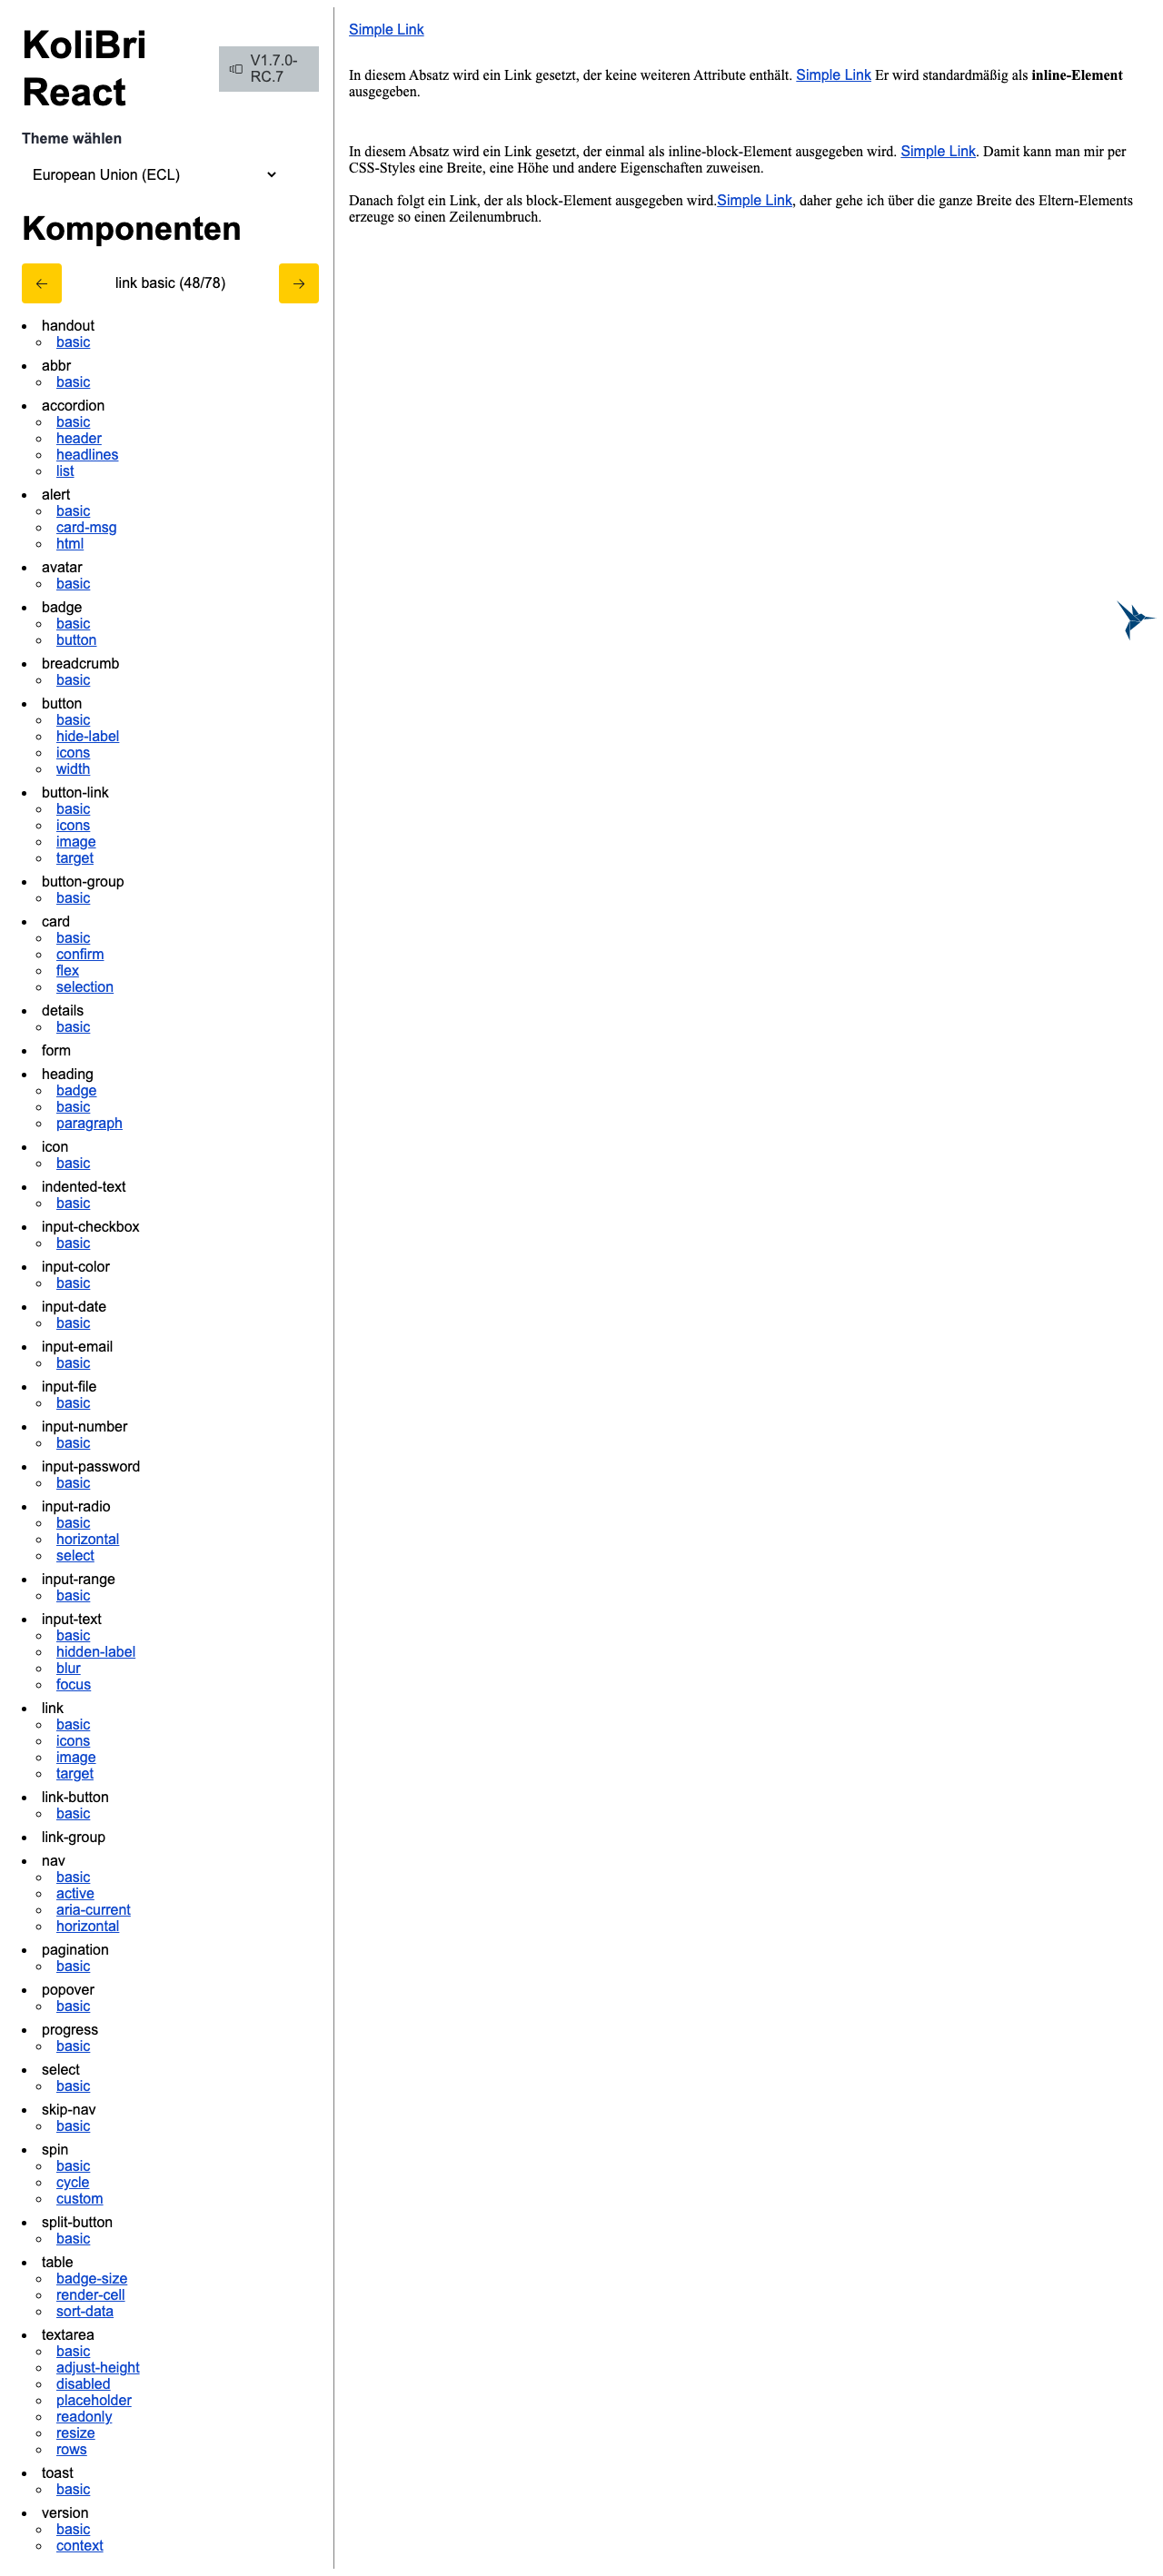 KoliBri
React
V1.7.0-
RC.7
Theme wählen
European Union (ECL)
Komponenten
link basic (48/78)
handout
basic
abbr
basic
accordion
basic
header
headlines
list
alert
basic
card-msg
html
avatar
basic
badge
basic
button
breadcrumb
basic
button
basic
hide-label
icons
width
button-link
basic
icons
image
target
button-group
basic
card
basic
confirm
flex
selection
details
basic
form
heading
badge
basic
paragraph
icon
basic
indented-text
basic
input-checkbox
basic
input-color
basic
input-date
basic
input-email
basic
input-file
basic
input-number
basic
input-password
basic
input-radio
basic
horizontal
select
input-range
basic
input-text
basic
hidden-label
blur
focus
link
basic
icons
image
target
link-button
basic
link-group
nav
basic
active
aria-current
horizontal
pagination
basic
popover
basic
progress
basic
select
basic
skip-nav
basic
spin
basic
cycle
custom
split-button
basic
table
badge-size
render-cell
sort-data
textarea
basic
adjust-height
disabled
placeholder
readonly
resize
rows
toast
basic
version
basic
context
Simple Link
In diesem Absatz wird ein Link gesetzt, der keine weiteren Attribute enthält. Simple Link Er wird standardmäßig als inline-Element
ausgegeben.
In diesem Absatz wird ein Link gesetzt, der einmal als inline-block-Element ausgegeben wird. Simple Link. Damit kann man mir per
CSS-Styles eine Breite, eine Höhe und andere Eigenschaften zuweisen.
Danach folgt ein Link, der als block-Element ausgegeben wird.Simple Link, daher gehe ich über die ganze Breite des Eltern-Elements
erzeuge so einen Zeilenumbruch.